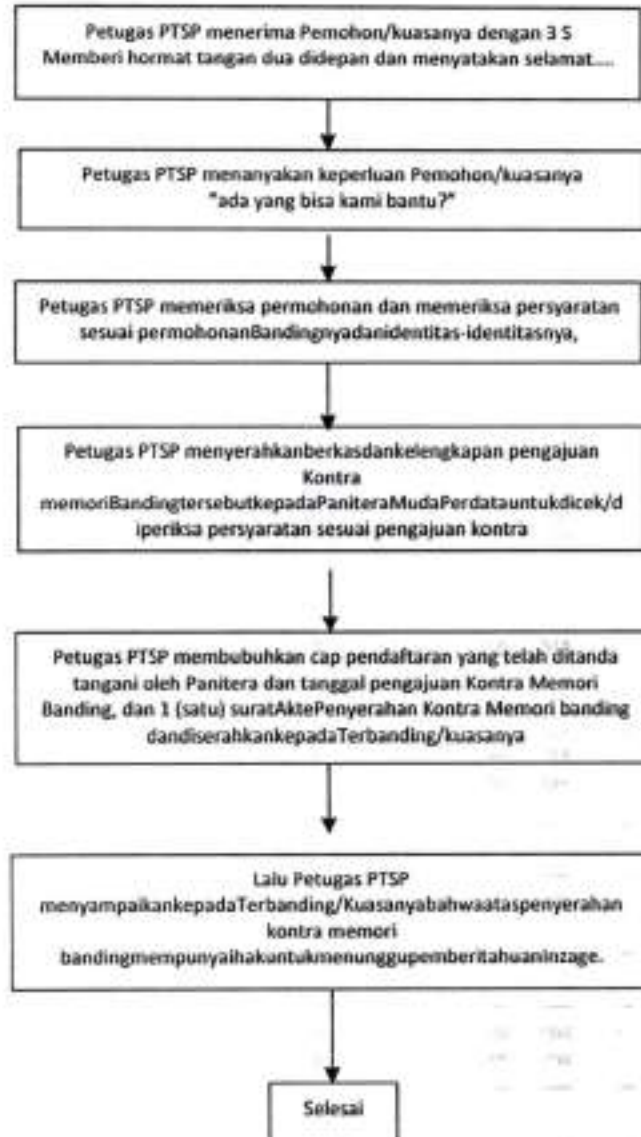 Petugas PTSP menerima Pemohon/kuasanya dengan 3 S
Memberi hormat tangan dua didepan dan menyatakan selamat....
Petugas PTSP menanyakan keperluan Pemohon/kuasanya
"ada yang bisa kami bantu?"
Petugas PTSP memeriksa permohonan dan memeriksa persyaratan
sesuai permohonanBandingnyadanidentitas-identitasnya,
Petugas PTSP menyerahkanberkasdankelengkapan pengajuan
Kontra
memoriBandingtersebutkepadaPaniteraMudaPerdatauntukdicek/d
iperiksa persyaratan sesuai pengajuan kontra
Petugas PTSP membubuhkan cap pendaftaran yang telah ditanda
tangani oleh Panitera dan tanggal pengajuan Kontra Memori
Banding, dan 1 (satu) suratAktePenyerahan Kontra Memori banding
dandiserahkankepadaTerbanding/kuasanya
Lalu Petugas PTSP
menyampaikankepadaTerbanding/Kuasanyabahwaataspenyerahan
kontra memori
bandingmempunyaihakuntukmenunggupemberitahuanInzage.
Selesai